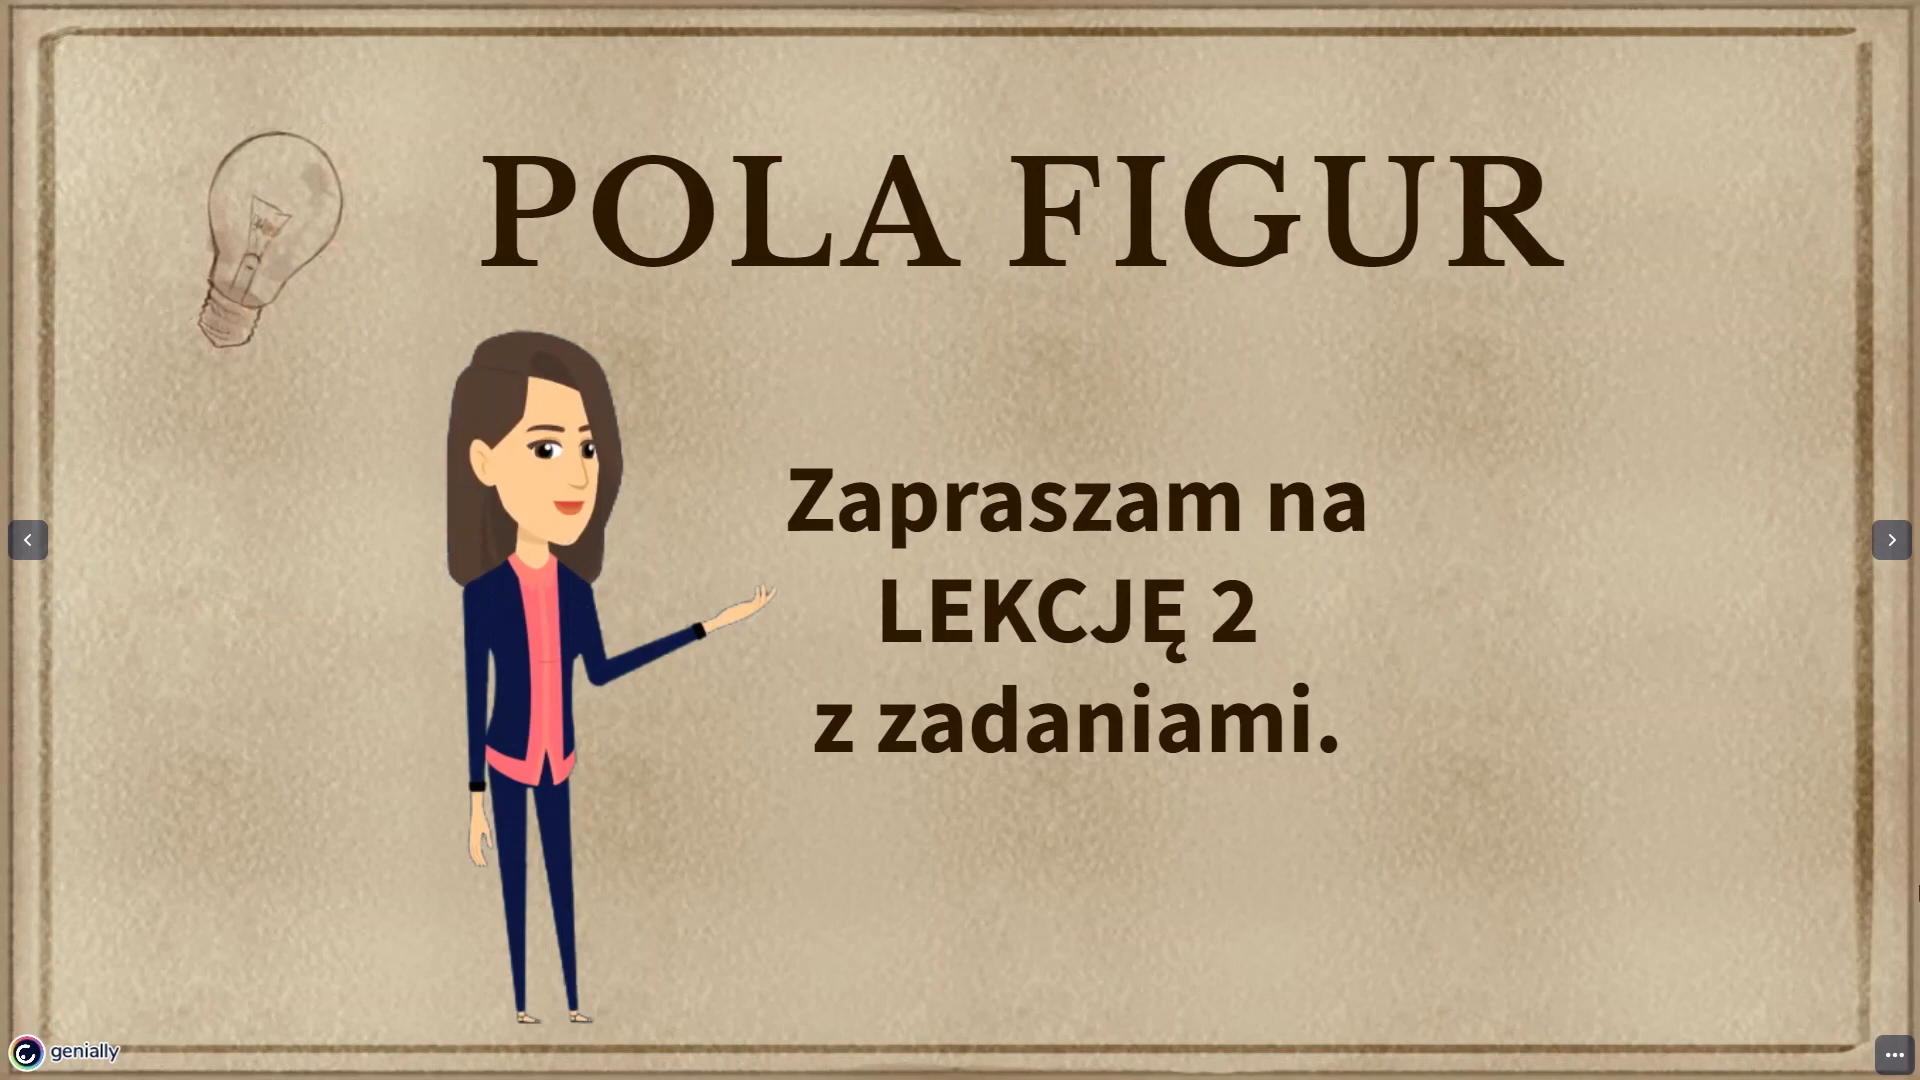 POLA FIGUR
Zapraszam na
LEKCJĘ 2
z zadaniami.
genially